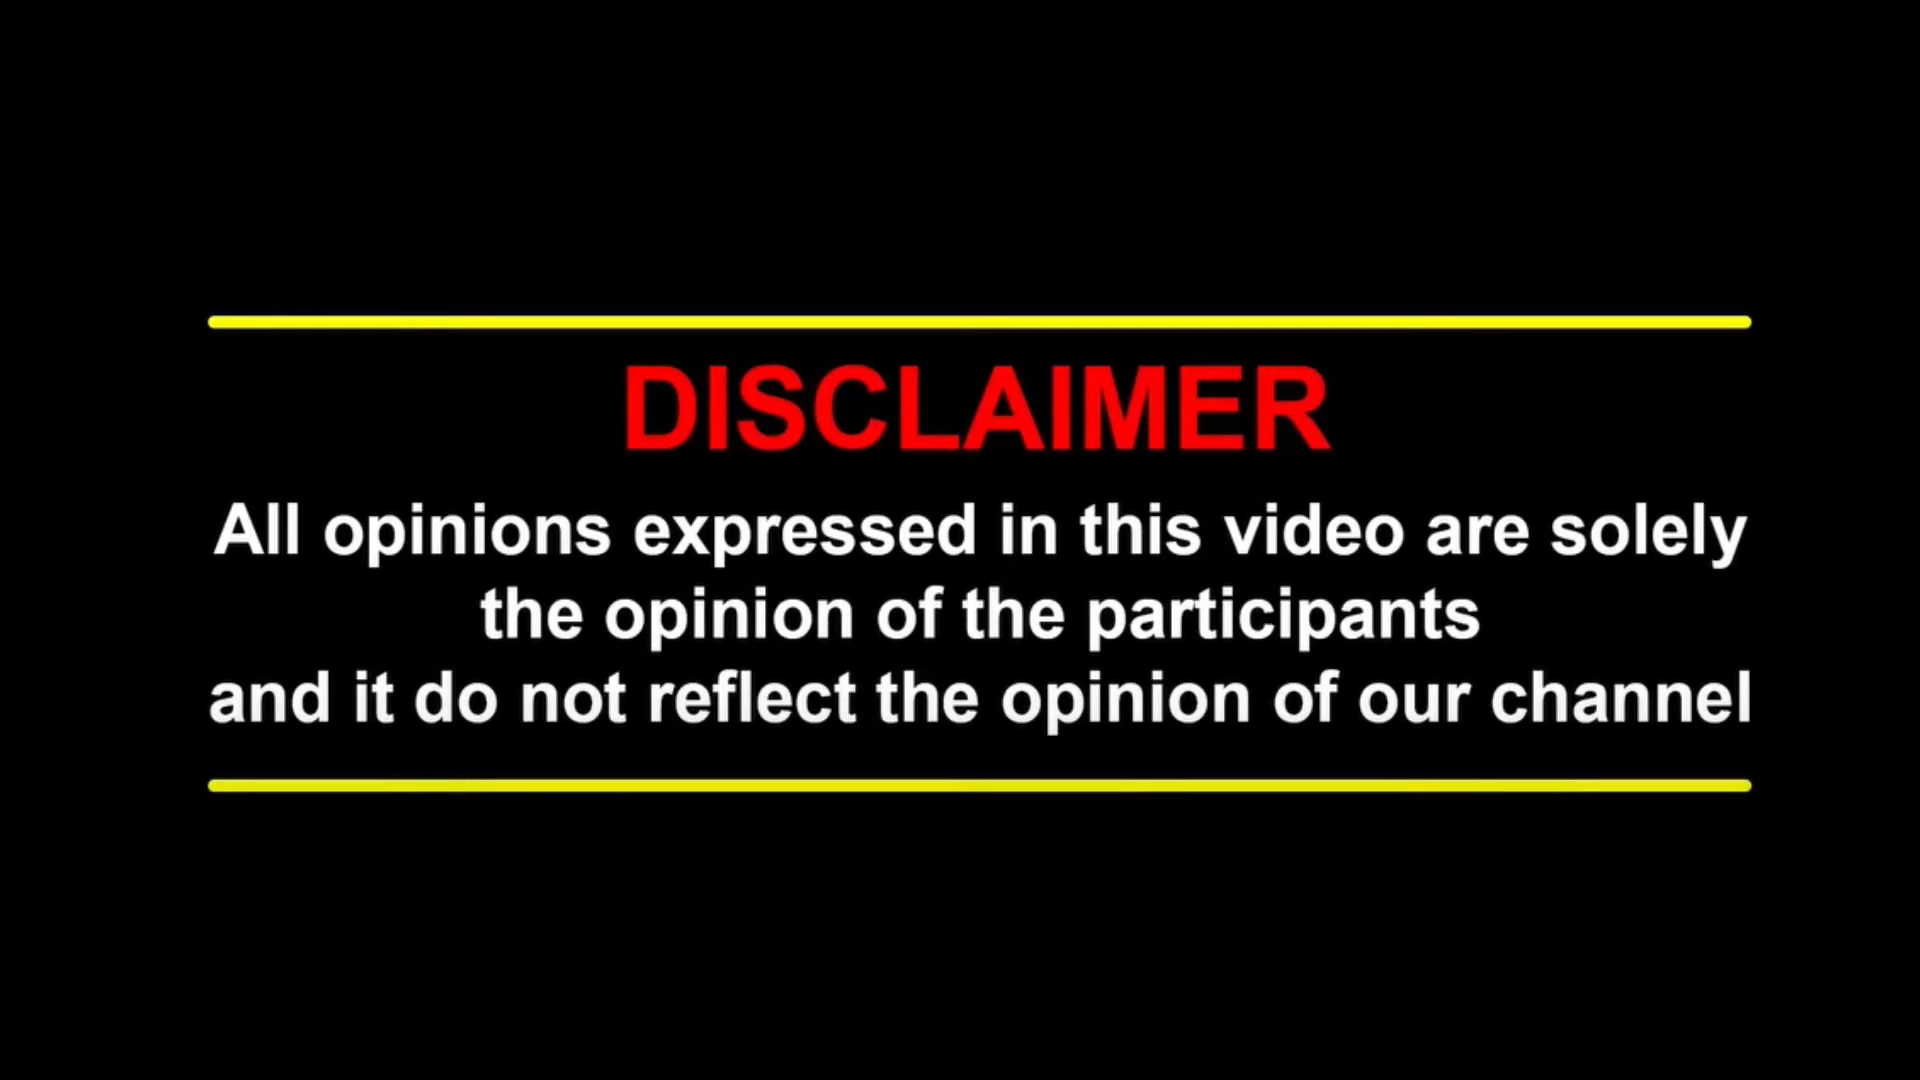 DISCLAIMER
All opinions expressed in this video are solely
the opinion of the participants
and it do not reflect the opinion of our channel